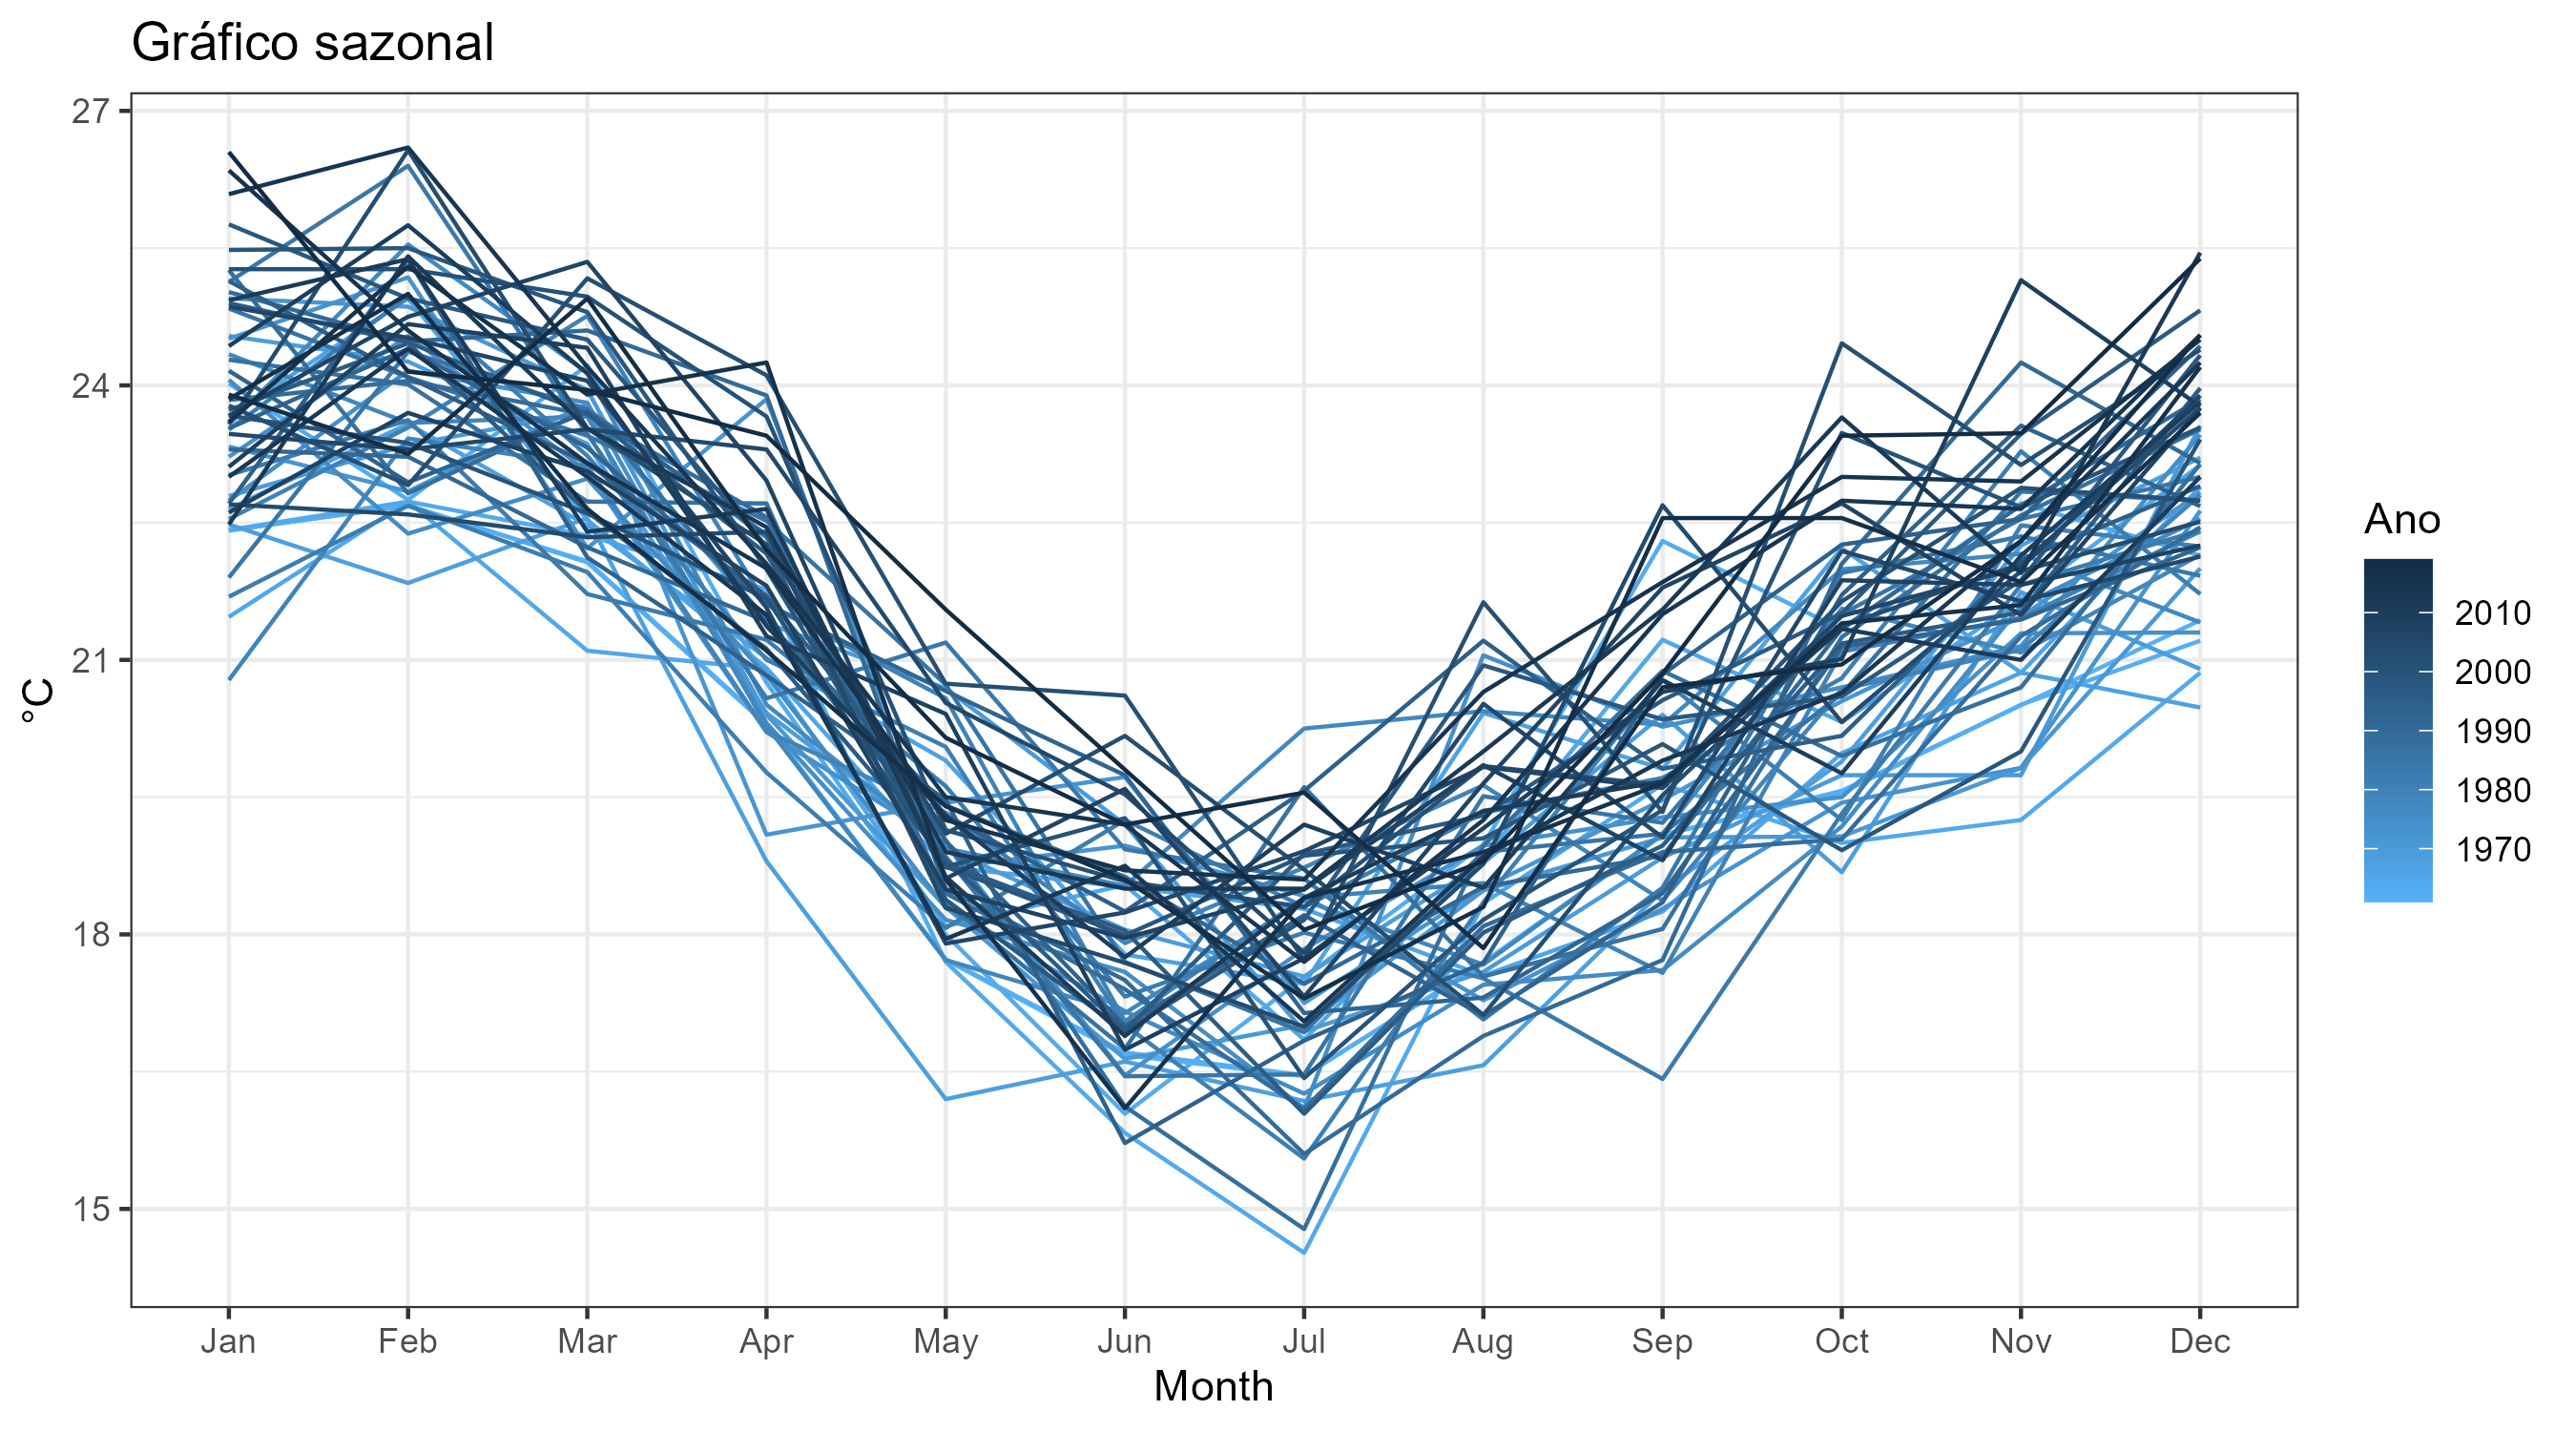 Gráfico sazonal
27
24
21
18
15
°C
Jan Feb Mar Apr May Jun Jul Aug Sep Oct Nov Dec
Month
Ano
2010
2000
1990
1980
1970